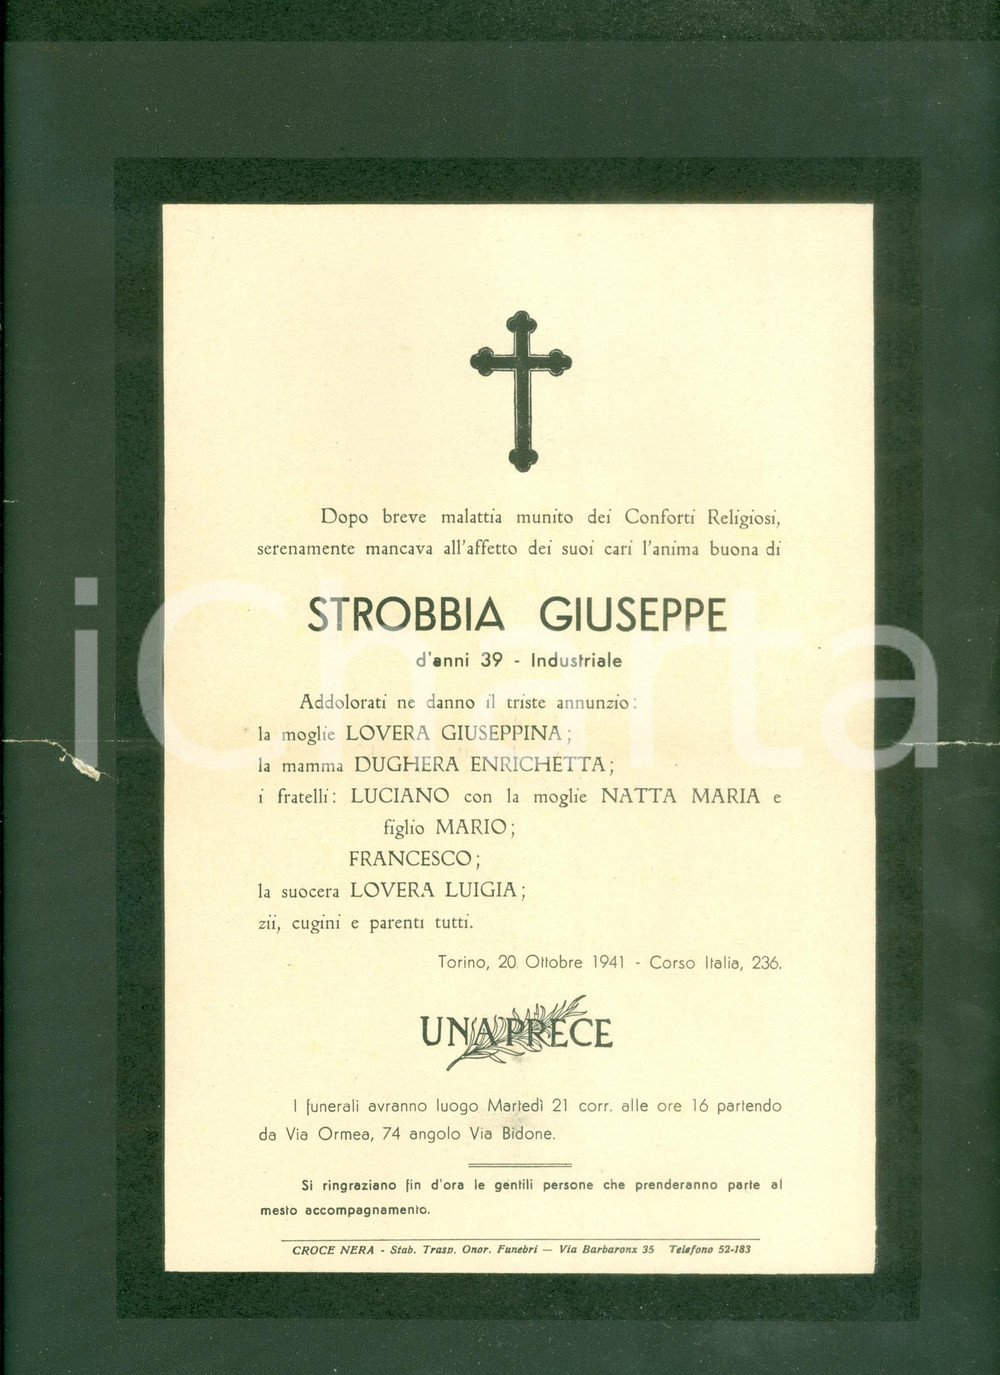 Dopo breve malattia munito dei Conforti Religiosi,
serenamente mancava all'affetto dei suoi cari l'anima buona di
STROBBIA GIUSEPPE
d'anni 39 - Industriale
Addolorati ne danno il triste annunzio:
la moglie LOVERA GIUSEPPINA;
la mamma DUGHERA ENRICHETTA;
i fratelli: LUCIANO con la moglie NATTA MARIA e
figlio MARIO;
FRANCESCO;
la suocera LOVERA LUIGIA;
zii, cugini e parenti tutti.
Torino, 20 Ottobre 1941 - Corso Italia, 236.
UNA PRECE
I funerali avranno luogo Martedì 21 corr. alle ore 16 partendo
da Via Ormea, 74 angolo Via Bidone.
Si ringraziano fin d'ora le gentili persone che prenderanno parte al
mesto accompagnamento.
CROCE NERA - Stab. Trasp. Onor. Funebri — Via Barbaroux 35 Telefono 52-183
iCharta